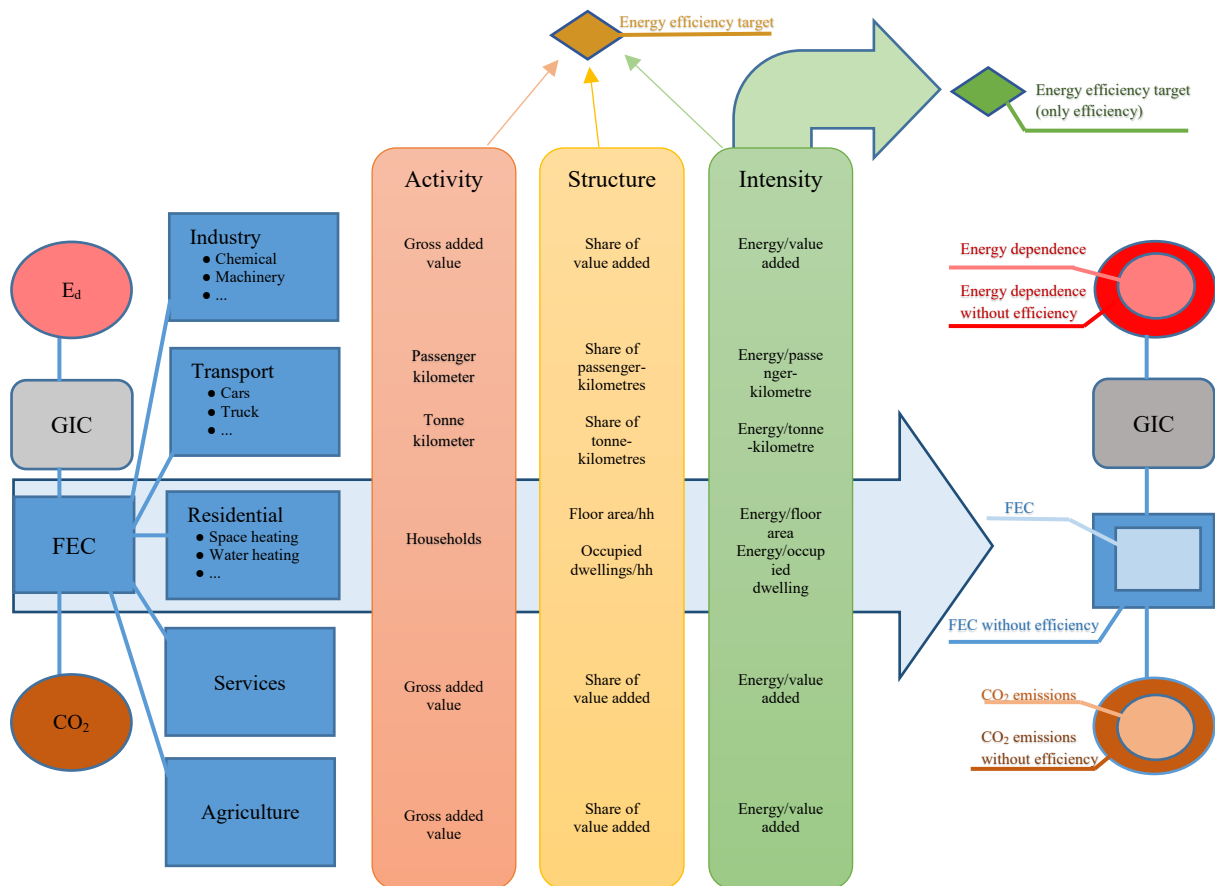 Energy efficiency target
Energy efficiency target
(only efficiency)
Activity
Structure
Intensity
Industry
● Chemical
● Machinery
● ...
Gross added
value
Share of
value added
Energy/value
added
Energy dependence
Energy dependence
without efficiency
E_d
Transport
● Cars
● Truck
● ...
Passenger
kilometer
Share of
passenger-
kilometres
Energy/passe
nger-
kilometre
Tonne
kilometer
Share of
tonne-
kilometres
Energy/tonne
-kilometre
GIC
GIC
FEC
Residential
● Space heating
● Water heating
● ...
Households
Floor area/hh
Occupied
dwellings/hh
Energy/floor
area
Energy/occup
ied
dwelling
FEC
FEC without efficiency
Services
Gross added
value
Share of
value added
Energy/value
added
CO₂
CO₂ emissions
CO₂ emissions
without efficiency
Agriculture
Gross added
value
Share of
value added
Energy/value
added